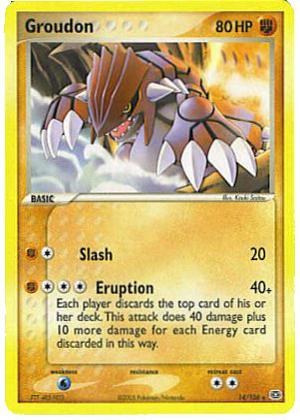 Groudon 80 HP
BASIC
Illus. Kouki Saitou
Slash 20
Eruption 40+
Each player discards the top card of his or
her deck. This attack does 40 damage plus
10 more damage for each Energy card
discarded in this way.
weakness resistance retreat cost
©2005 Pokémon/Nintendo